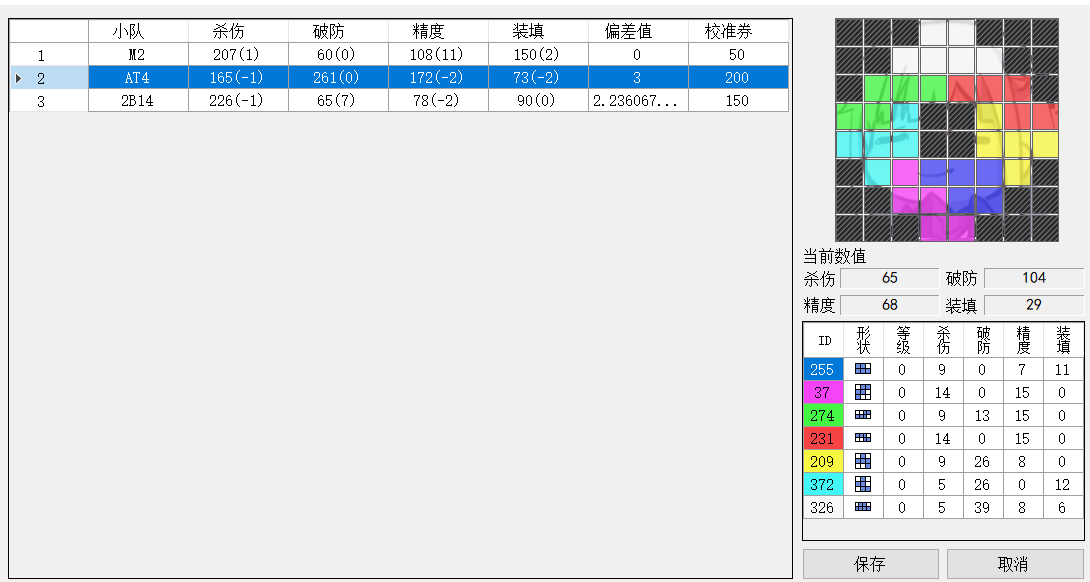 小队 杀伤 破防 精度 装填 偏差值 校准券
1 M2 207(1) 60(0) 108(11) 150(2) 0 50
2 AT4 165(-1) 261(0) 172(-2) 73(-2) 3 200
3 2B14 226(-1) 65(7) 78(-2) 90(0) 2.236067... 150
当前数值
杀伤 65 破防 104
精度 68 装填 29
ID 形状 等级 杀伤 破防 精度 装填
255 0 9 0 7 11
37 0 14 0 15 0
274 0 9 13 15 0
231 0 14 0 15 0
209 0 9 26 8 0
372 0 5 26 0 12
326 0 5 39 8 6
保存 取消